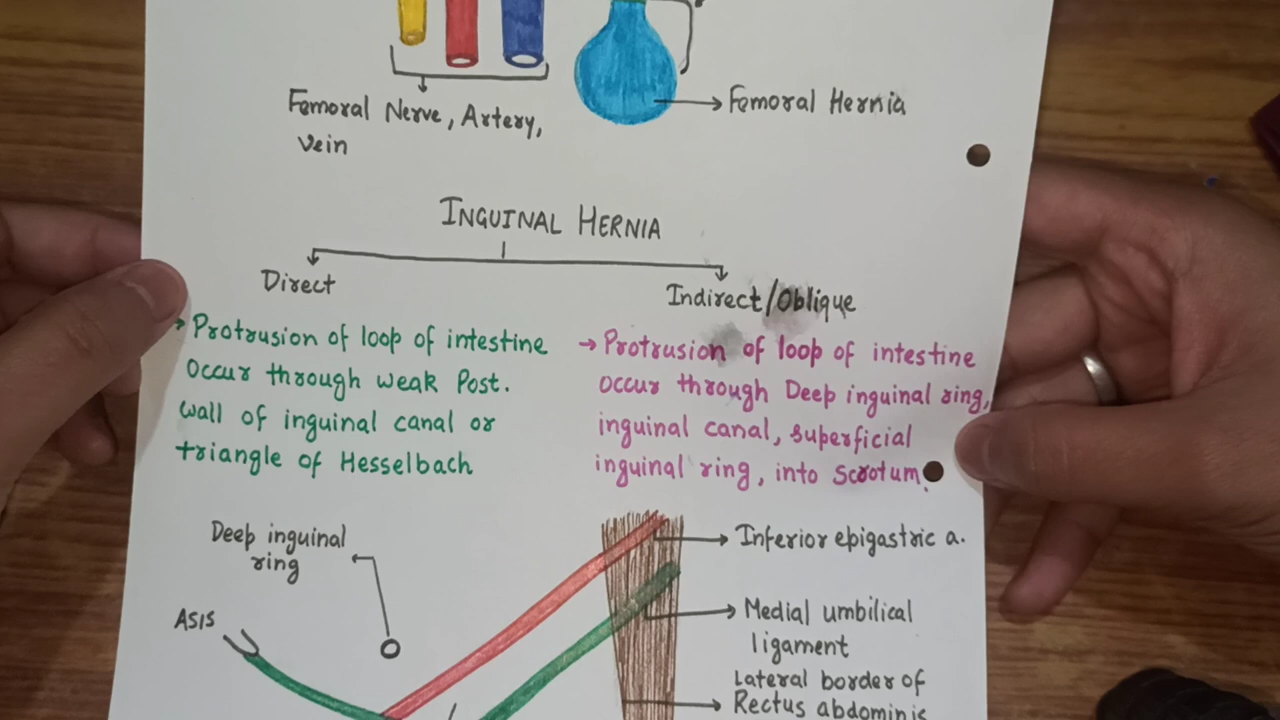 Femoral Nerve, Artery,
Vein
Femoral Hernia
INGUINAL HERNIA
Direct
Indirect/Oblique
→ Protrusion of loop of intestine
occur through weak Post.
wall of inguinal canal or
triangle of Hesselbach
→ Protrusion of loop of intestine
occur through Deep inguinal ring,
inguinal canal, superficial
inguinal ring, into scrotum.
Deep inguinal
ring
ASIS
Inferior epigastric a.
Medial umbilical
ligament
Lateral border of
Rectus abdominis